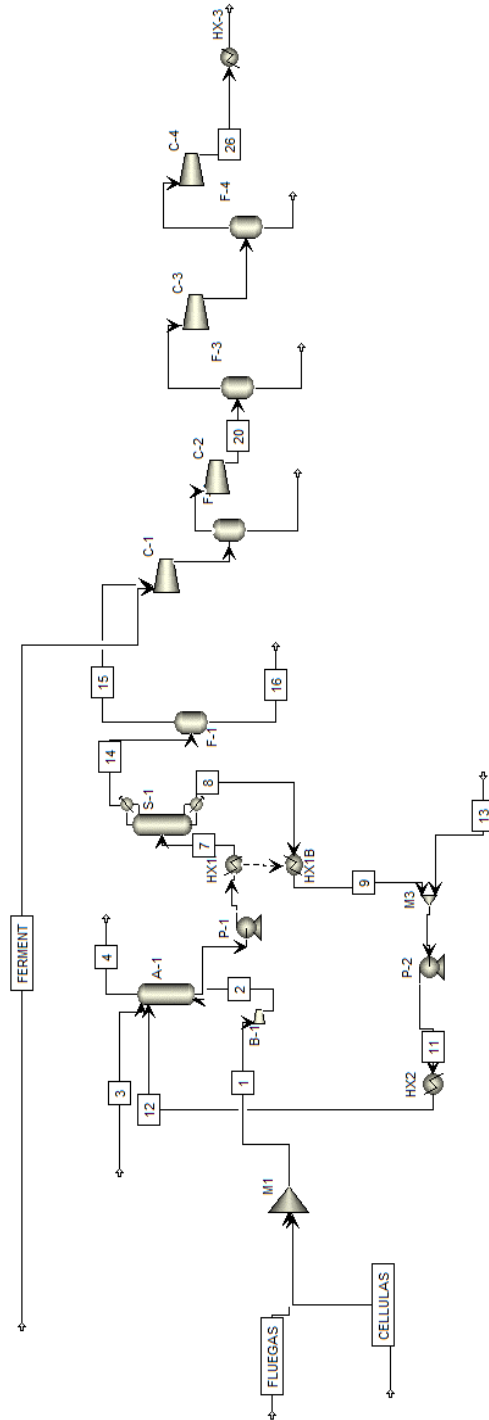 FERMENT
FLUEGAS
CELLULAS
M1
1
B-1
2
3
12
4
A-1
P-1
HX1
7
S-1
8
HX1B
9
M3
13
P-2
11
HX2
14
F-1
15
16
C-1
F
C-2
20
F-3
C-3
F-4
C-4
26
HX-3